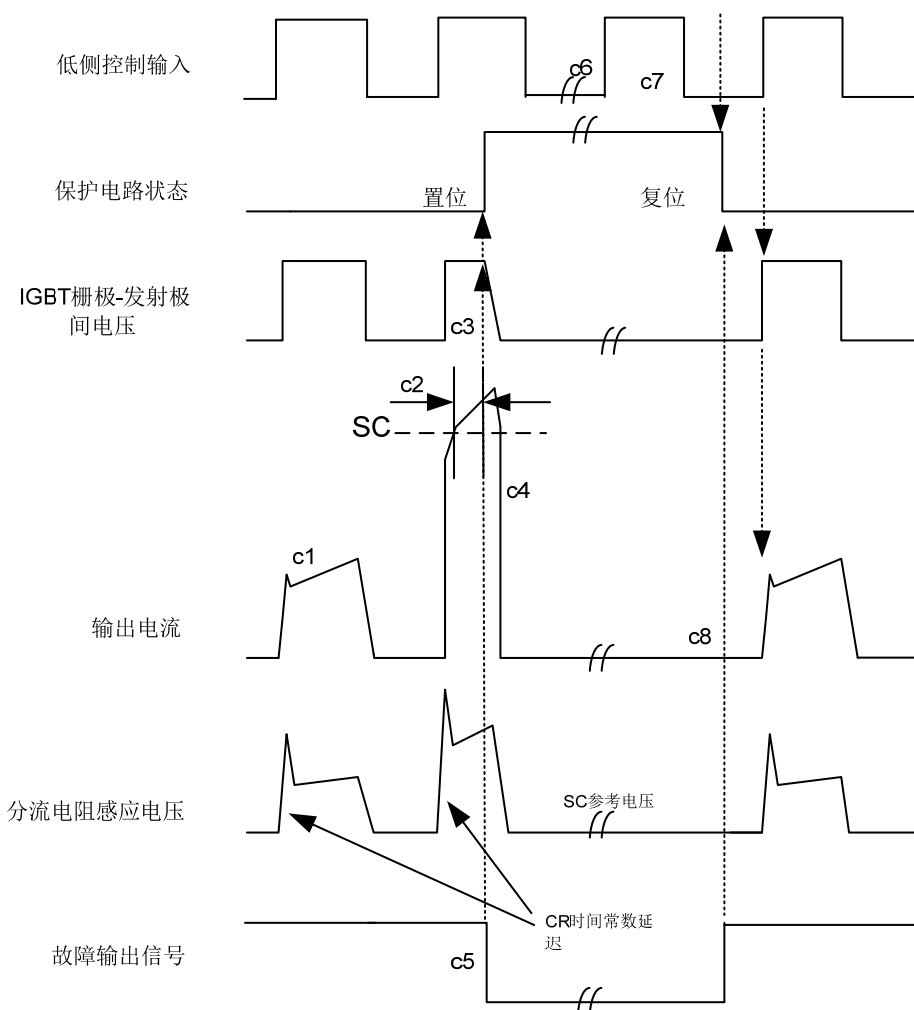 低侧控制输入
c6
c7
保护电路状态
置位
复位
IGBT栅极-发射极
间电压
c3
c2
SC
c4
c1
输出电流
c8
分流电阻感应电压
SC参考电压
CR时间常数延
迟
故障输出信号
c5